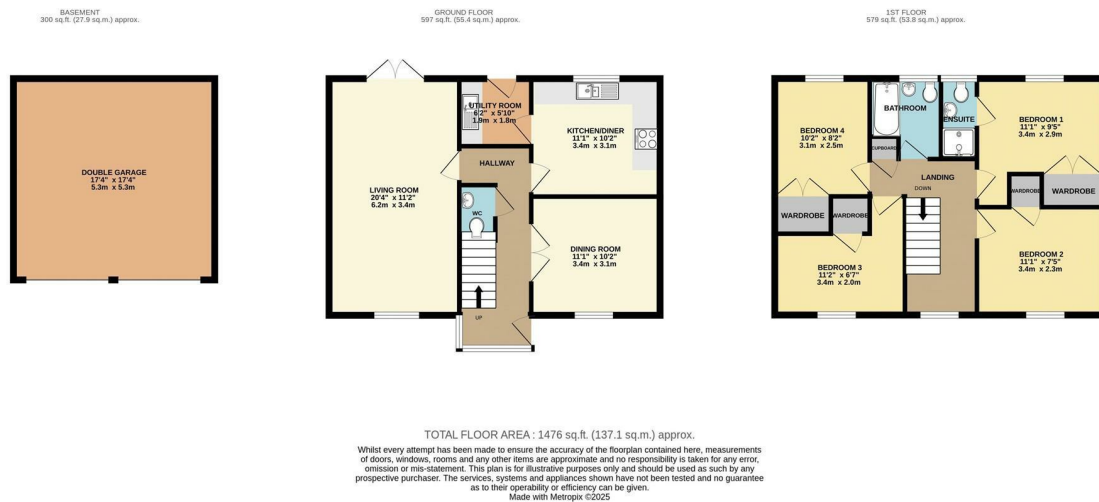 BASEMENT
300 sq.ft. (27.9 sq.m.) approx.
DOUBLE GARAGE
17'4" x 17'4"
5.3m x 5.3m
GROUND FLOOR
597 sq.ft. (55.4 sq.m.) approx.
UTILITY ROOM
6'2" x 5'10"
1.9m x 1.8m
KITCHEN/DINER
11'1" x 10'2"
3.4m x 3.1m
HALLWAY
LIVING ROOM
20'4" x 11'2"
6.2m x 3.4m
WC
DINING ROOM
11'1" x 10'2"
3.4m x 3.1m
UP
1ST FLOOR
579 sq.ft. (53.8 sq.m.) approx.
BATHROOM
ENSUITE
BEDROOM 4
10'2" x 8'2"
3.1m x 2.5m
BEDROOM 1
11'1" x 9'5"
3.4m x 2.9m
CUPBOARD
LANDING
DOWN
WARDROBE
WARDROBE
WARDROBE
WARDROBE
BEDROOM 3
11'2" x 6'7"
3.4m x 2.0m
BEDROOM 2
11'1" x 7'5"
3.4m x 2.3m
TOTAL FLOOR AREA : 1476 sq.ft. (137.1 sq.m.) approx.
Whilst every attempt has been made to ensure the accuracy of the floorplan contained here, measurements
of doors, windows, rooms and any other items are approximate and no responsibility is taken for any error,
omission or mis-statement. This plan is for illustrative purposes only and should be used as such by any
prospective purchaser. The services, systems and appliances shown have not been tested and no guarantee
as to their operability or efficiency can be given.
Made with Metropix ©2025